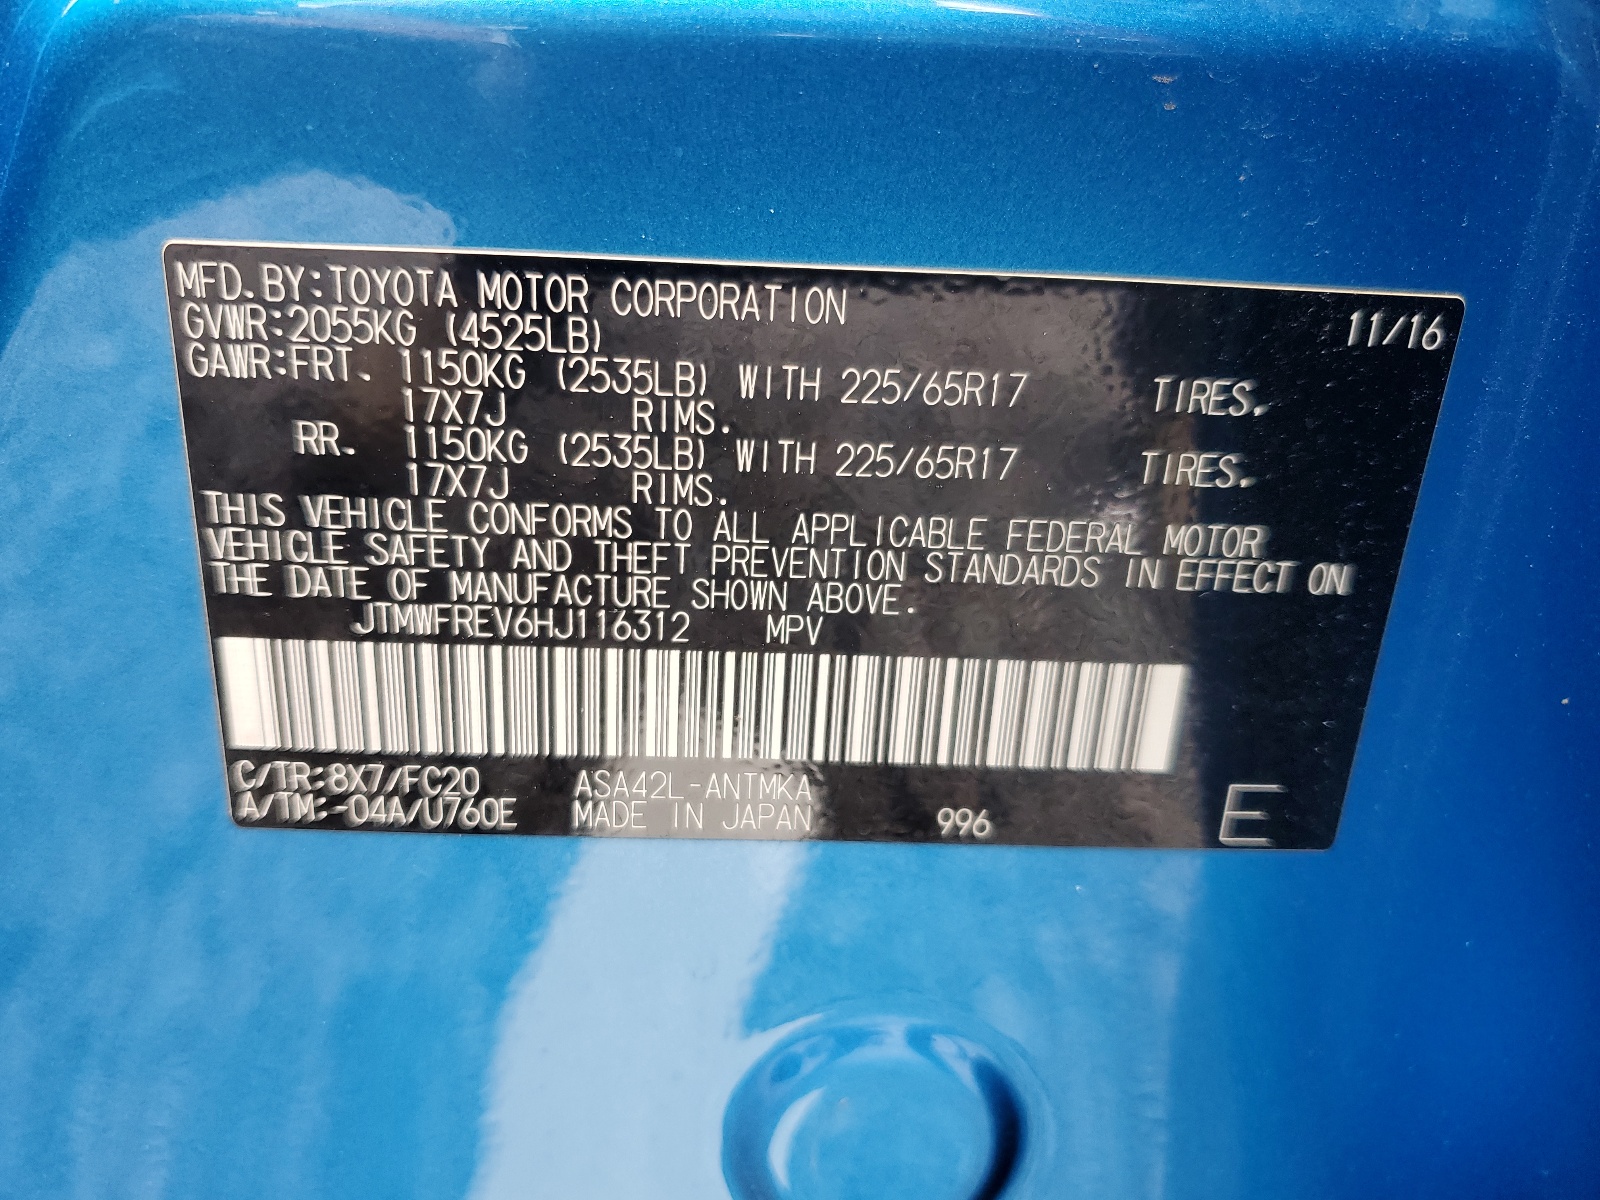 MFD. BY: TOYOTA MOTOR CORPORATION 11/16
GVWR: 2055KG (4525LB)
GAWR: FRT. 1150KG (2535LB) WITH 225/65R17 TIRES,
17X7J RIMS.
RR. 1150KG (2535LB) WITH 225/65R17 TIRES.
17X7J RIMS.
THIS VEHICLE CONFORMS TO ALL APPLICABLE FEDERAL MOTOR
VEHICLE SAFETY AND THEFT PREVENTION STANDARDS IN EFFECT ON
THE DATE OF MANUFACTURE SHOWN ABOVE.
JTMWFREV6HJ116312 MPV
C/TR: 8X7/FC20 ASA42L-ANTMKA
A/TM: -04A/U760E MADE IN JAPAN 996 E